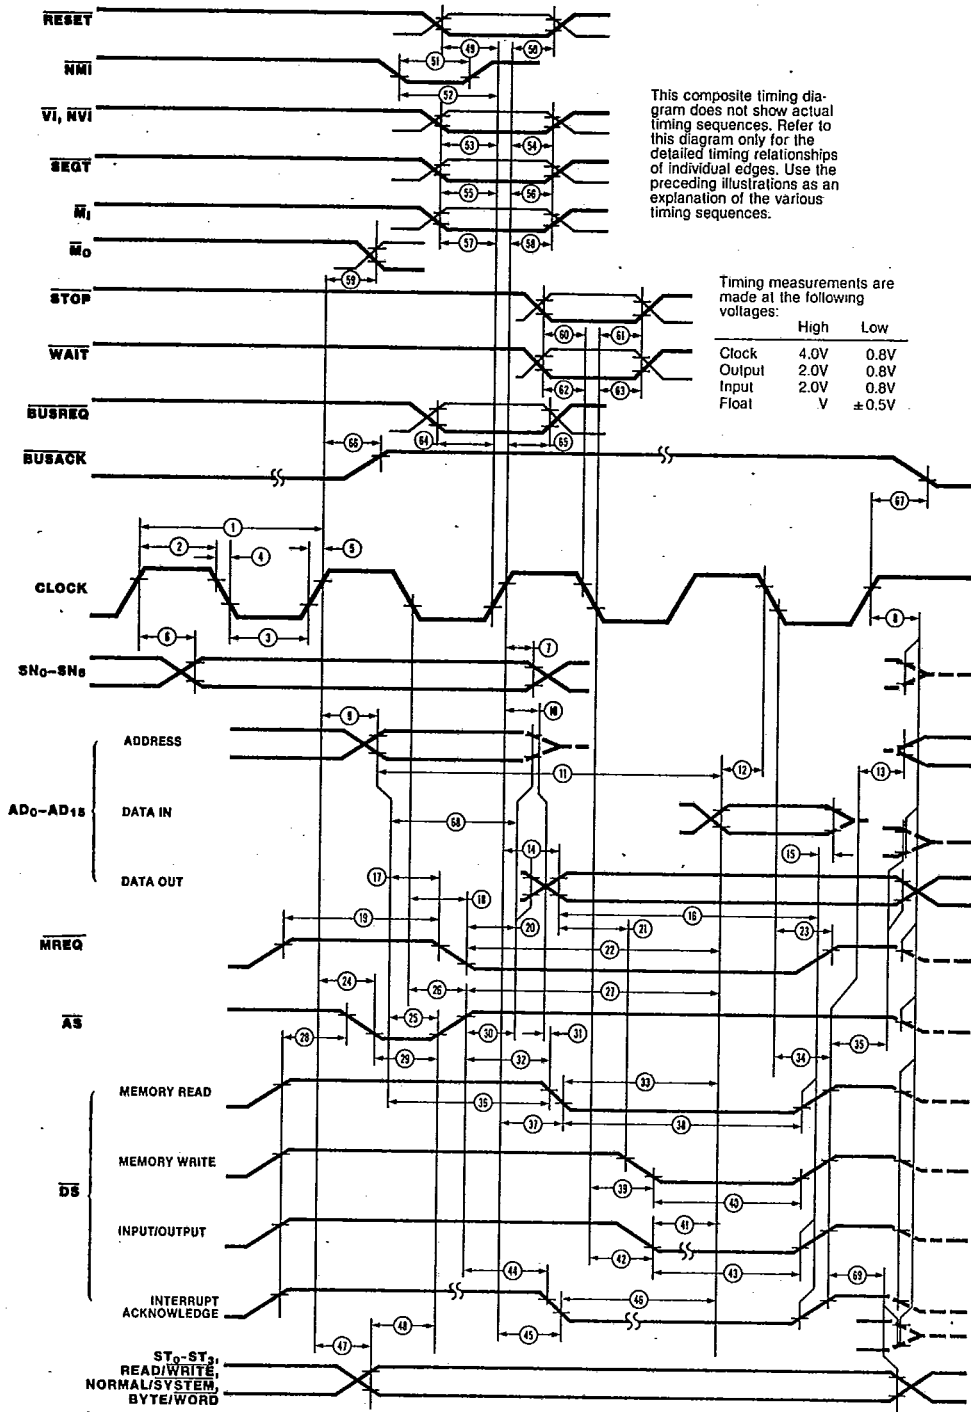 RESET
49
50
NMI
51
52
VI, NVI
53
54
SEGT
55
56
MI
57
58
MO
59
This composite timing dia-
gram does not show actual
timing sequences. Refer to
this diagram only for the
detailed timing relationships
of individual edges. Use the
preceding illustrations as an
explanation of the various
timing sequences.
STOP
60
61
WAIT
62
63
Timing measurements are
made at the following
voltages:
High Low
Clock 4.0V 0.8V
Output 2.0V 0.8V
Input 2.0V 0.8V
Float V ±0.5V
BUSREQ
64
65
66
BUSACK
67
1
2
4
5
CLOCK
8
6
3
7
SN0–SN6
9
10
ADDRESS
11
12
13
AD0–AD15
DATA IN
68
14
15
DATA OUT
17
18
16
19
20
21
23
MREQ
22
24
26
27
AS
25
28
30
31
35
29
32
34
MEMORY READ
33
36
37
38
MEMORY WRITE
39
40
DS
41
INPUT/OUTPUT
42
43
44
69
INTERRUPT
ACKNOWLEDGE
46
45
48
47
ST0-ST3,
READ/WRITE,
NORMAL/SYSTEM,
BYTE/WORD